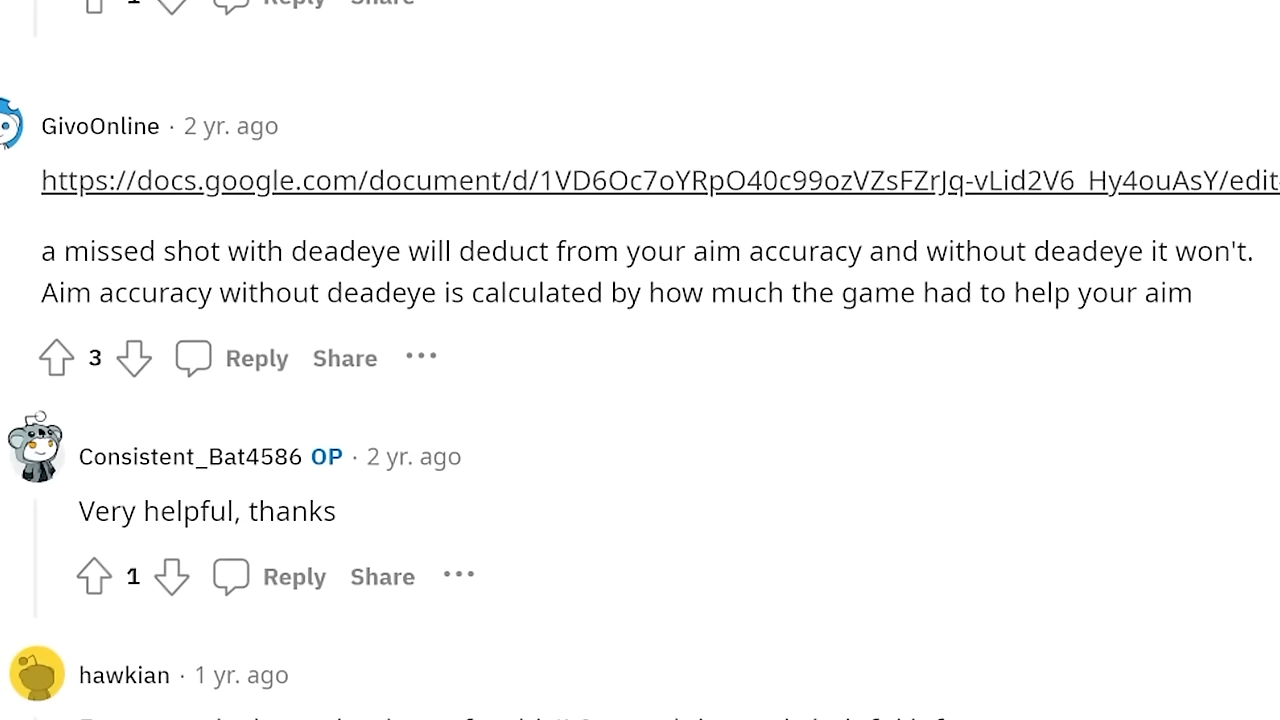 1 Reply Share
GivoOnline · 2 yr. ago
https://docs.google.com/document/d/1VD6Oc7oYRpO40c99ozVZsFZrJq-vLid2V6_Hy4ouAsY/edit
a missed shot with deadeye will deduct from your aim accuracy and without deadeye it won't.
Aim accuracy without deadeye is calculated by how much the game had to help your aim
3 Reply Share ···
Consistent_Bat4586 OP · 2 yr. ago
Very helpful, thanks
1 Reply Share ···
hawkian · 1 yr. ago